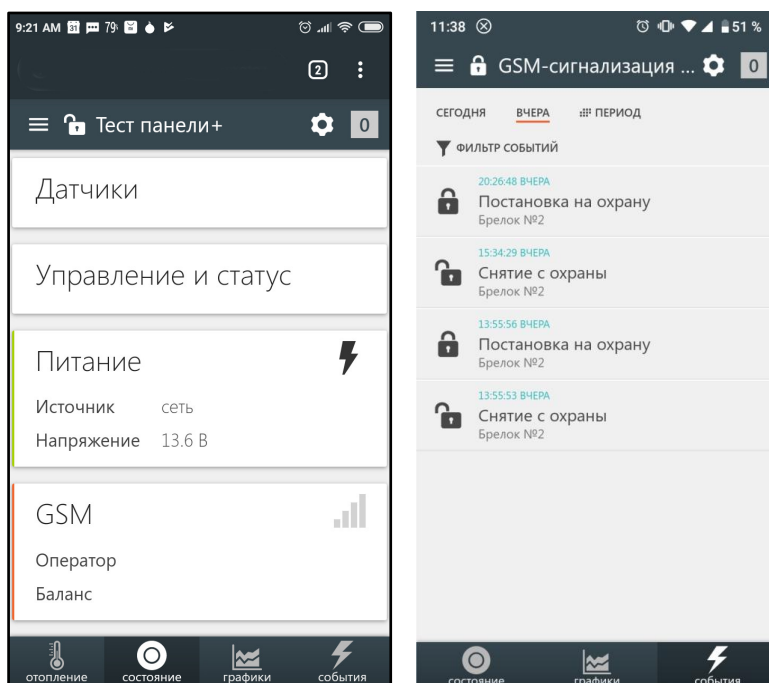 9:21 AM 31 79
2
Тест панели+ 0
Датчики
Управление и статус
Питание
Источник сеть
Напряжение 13.6 В
GSM
Оператор
Баланс
отопление состояние графики события
11:38 51 %
GSM-сигнализация ... 0
СЕГОДНЯ ВЧЕРА ПЕРИОД
ФИЛЬТР СОБЫТИЙ
20:26:48 ВЧЕРА
Постановка на охрану
Брелок №2
15:34:29 ВЧЕРА
Снятие с охраны
Брелок №2
13:55:56 ВЧЕРА
Постановка на охрану
Брелок №2
13:55:53 ВЧЕРА
Снятие с охраны
Брелок №2
состояние графики события